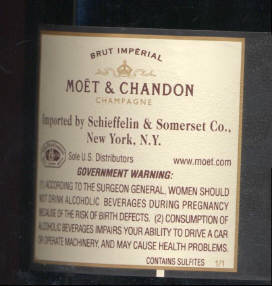 BRUT IMPÉRIAL
MOËT & CHANDON
CHAMPAGNE
Imported by Schieffelin & Somerset Co.,
New York, N.Y.
Sole U.S. Distributors www.moet.com
GOVERNMENT WARNING:
(1) ACCORDING TO THE SURGEON GENERAL, WOMEN SHOULD
NOT DRINK ALCOHOLIC BEVERAGES DURING PREGNANCY
BECAUSE OF THE RISK OF BIRTH DEFECTS. (2) CONSUMPTION OF
ALCOHOLIC BEVERAGES IMPAIRS YOUR ABILITY TO DRIVE A CAR
OR OPERATE MACHINERY, AND MAY CAUSE HEALTH PROBLEMS.
CONTAINS SULFITES 1/1